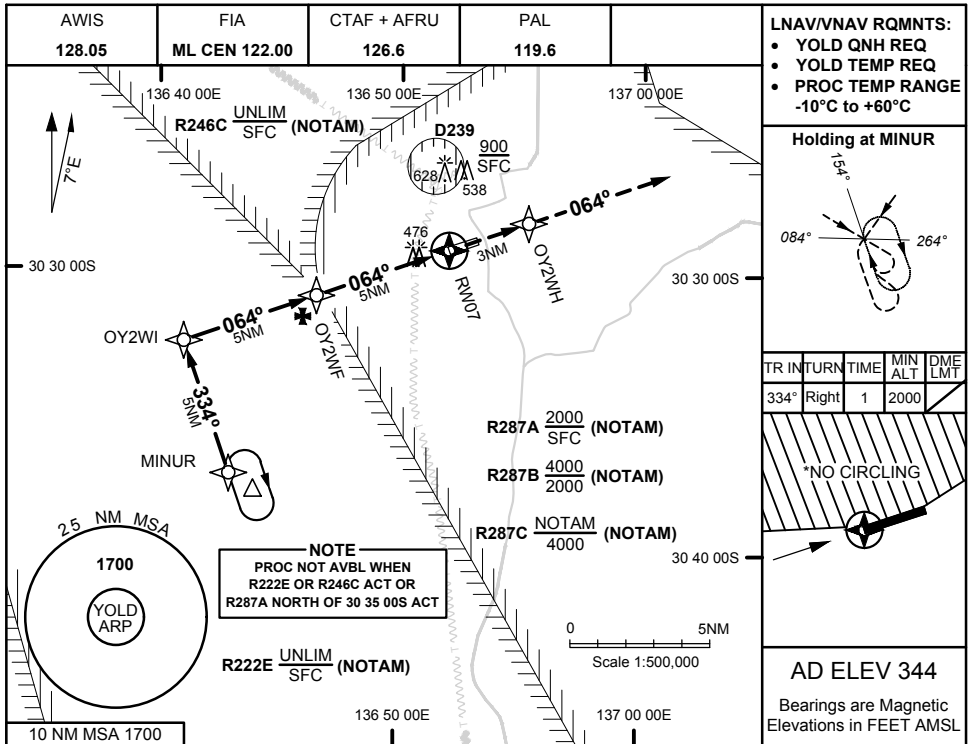 AWIS
128.05
FIA
ML CEN 122.00
CTAF + AFRU
126.6
PAL
119.6
LNAV/VNAV RQMNTS:
• YOLD QNH REQ
• YOLD TEMP REQ
• PROC TEMP RANGE
-10°C to +60°C
136 40 00E
136 50 00E
137 00 00E
7°E
R246C UNLIM
SFC
(NOTAM)
D239
900
SFC
628
538
476
Holding at MINUR
154°
084°
264°
30 30 00S
30 30 00S
064°
064°
5NM
3NM
064°
5NM
OY2WI
OY2WF
RW07
OY2WH
334°
5NM
MINUR
TR IN
TURN
TIME
MIN
ALT
DME
LMT
334°
Right
1
2000
R287A 2000
SFC
(NOTAM)
R287B 4000
2000
(NOTAM)
R287C NOTAM
4000
(NOTAM)
*NO CIRCLING
25 NM MSA
1700
YOLD
ARP
NOTE
PROC NOT AVBL WHEN
R222E OR R246C ACT OR
R287A NORTH OF 30 35 00S ACT
30 40 00S
R222E UNLIM
SFC
(NOTAM)
0
5NM
Scale 1:500,000
136 50 00E
137 00 00E
10 NM MSA 1700
AD ELEV 344
Bearings are Magnetic
Elevations in FEET AMSL